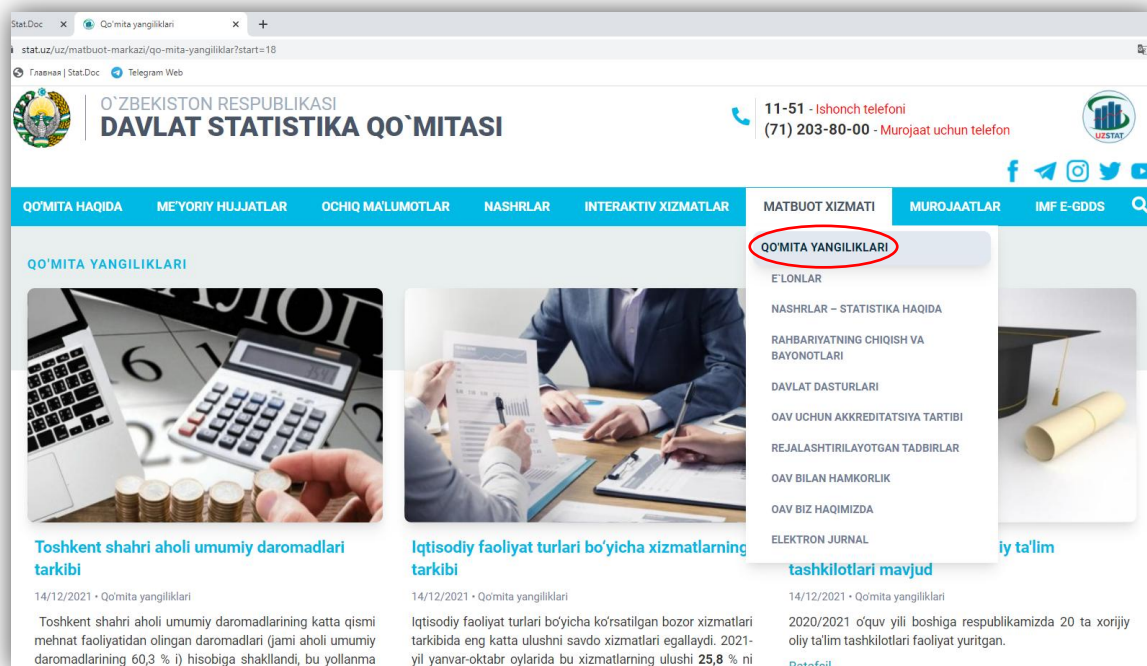 Stat.Doc
Qo'mita yangiliklari
stat.uz/uz/matbuot-markazi/qo-mita-yangiliklar?start=18
Главная | Stat.Doc
Telegram Web
O`ZBEKISTON RESPUBLIKASI
DAVLAT STATISTIKA QO`MITASI
11-51 - Ishonch telefoni
(71) 203-80-00 - Murojaat uchun telefon
UZSTAT
QO'MITA HAQIDA
ME'YORIY HUJJATLAR
OCHIQ MA'LUMOTLAR
NASHRLAR
INTERAKTIV XIZMATLAR
MATBUOT XIZMATI
MUROJAATLAR
IMF E-GDDS
QO'MITA YANGILIKLARI
E`LONLAR
NASHRLAR – STATISTIKA HAQIDA
RAHBARIYATNING CHIQISH VA
BAYONOTLARI
DAVLAT DASTURLARI
OAV UCHUN AKKREDITATSIYA TARTIBI
REJALASHTIRILAYOTGAN TADBIRLAR
OAV BILAN HAMKORLIK
OAV BIZ HAQIMIZDA
ELEKTRON JURNAL
QO'MITA YANGILIKLARI
Toshkent shahri aholi umumiy daromadlari
tarkibi
14/12/2021 • Qo'mita yangiliklari
Toshkent shahri aholi umumiy daromadlarining katta qismi
mehnat faoliyatidan olingan daromadlari (jami aholi umumiy
daromadlarining 60,3 % i) hisobiga shakllandi, bu yollanma
Iqtisodiy faoliyat turlari bo‘yicha xizmatlarning
tarkibi
14/12/2021 • Qo'mita yangiliklari
Iqtisodiy faoliyat turlari bo‘yicha ko‘rsatilgan bozor xizmatlari
tarkibida eng katta ulushni savdo xizmatlari egallaydi. 2021-
yil yanvar-oktabr oylarida bu xizmatlarning ulushi 25,8 % ni
iy ta'lim
tashkilotlari mavjud
14/12/2021 • Qo'mita yangiliklari
2020/2021 o‘quv yili boshiga respublikamizda 20 ta xorijiy
oliy ta'lim tashkilotlari faoliyat yuritgan.
Batafsil